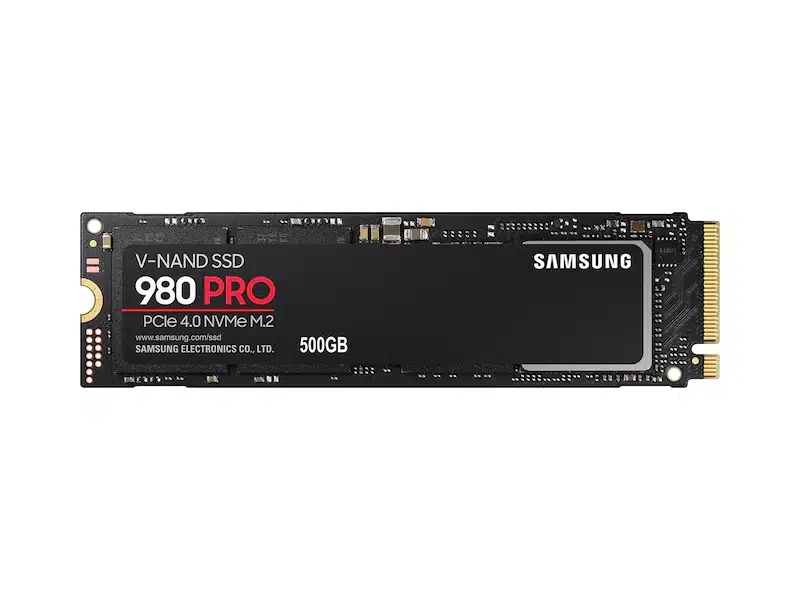 V-NAND SSD
980 PRO
PCIe 4.0 NVMe M.2
www.samsung.com/ssd
SAMSUNG ELECTRONICS CO., LTD.
500GB
SAMSUNG